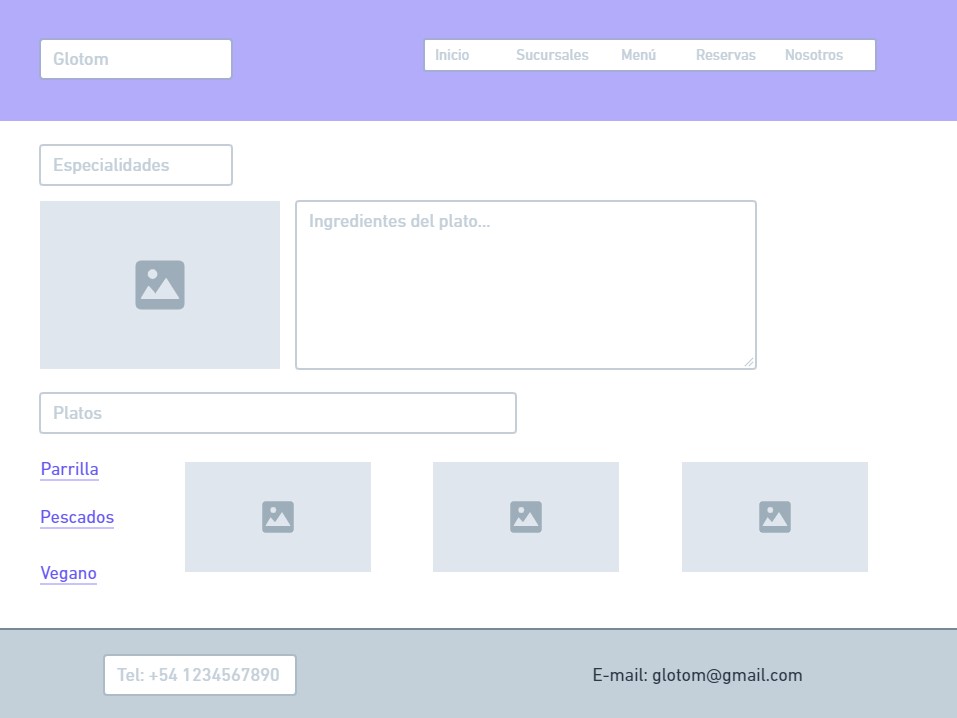 Glotom
Inicio Sucursales Menú Reservas Nosotros
Especialidades
Ingredientes del plato...
Platos
Parrilla
Pescados
Vegano
Tel: +54 1234567890
E-mail: glotom@gmail.com